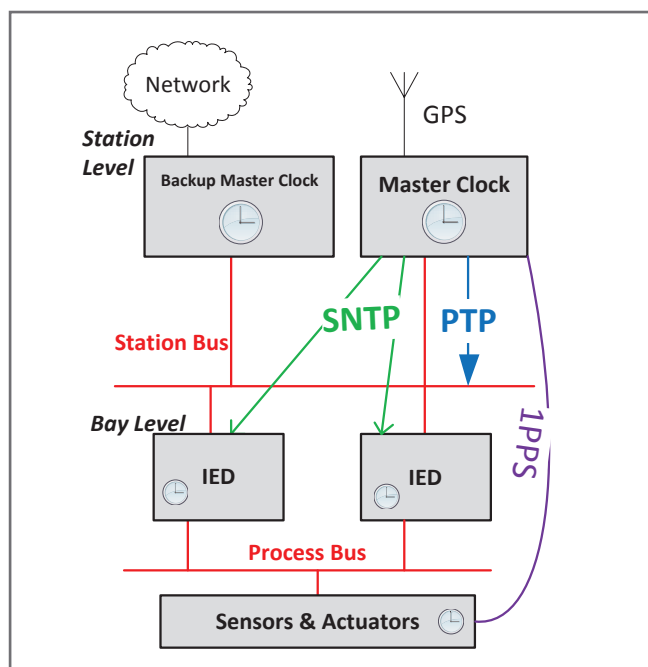 Network
GPS
Station
Level
Backup Master Clock
Master Clock
SNTP
PTP
Station Bus
1PPS
Bay Level
IED
IED
Process Bus
Sensors & Actuators